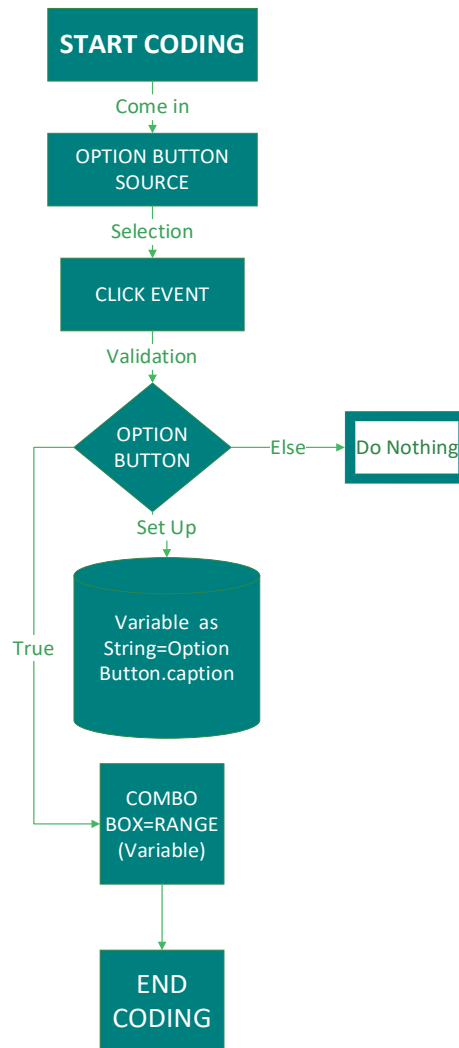 START CODING
Come in
OPTION BUTTON
SOURCE
Selection
CLICK EVENT
Validation
OPTION
BUTTON
Else
Do Nothing
Set Up
Variable as
String=Option
Button.caption
True
COMBO
BOX=RANGE
(Variable)
END
CODING